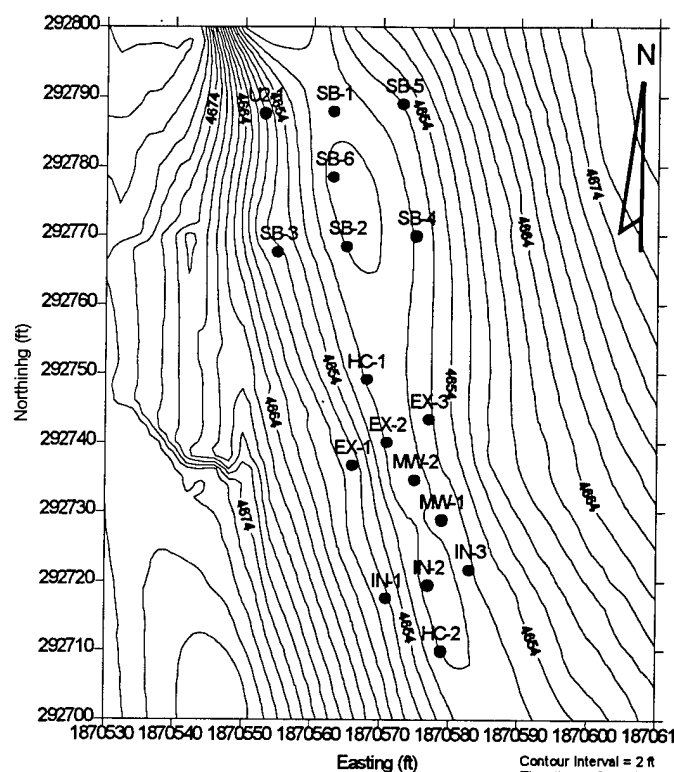 292800
292790
292780
292770
292760
292750
292740
292730
292720
292710
292700
Northinhg (ft)
N
SB-1
SB-5
4674
4664
4654
4654
SB-6
4674
SB-3
SB-2
SB-4
4664
HC-1
4654
4654
EX-3
4664
EX-2
EX-1
MW-2
4674
MW-1
4664
IN-3
IN-2
IN-1
4654
4654
HC-2
1870530 1870540 1870550 1870560 1870570 1870580 1870590 1870600 187061
Easting (ft)
Contour Interval = 2 ft